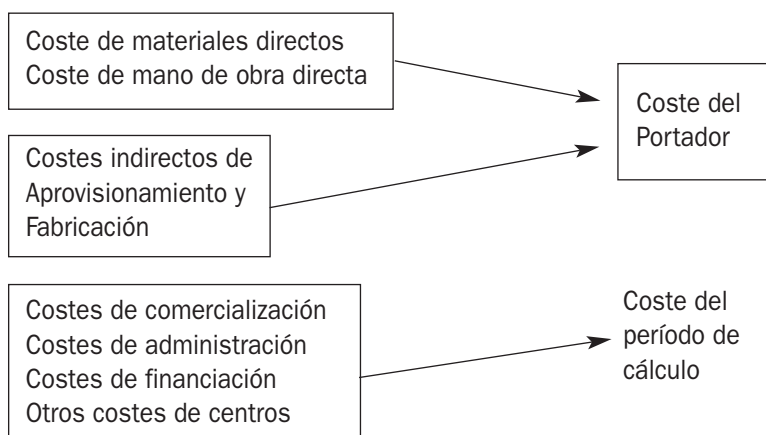 Coste de materiales directos
Coste de mano de obra directa
Coste del
Portador
Costes indirectos de
Aprovisionamiento y
Fabricación
Costes de comercialización
Costes de administración
Costes de financiación
Otros costes de centros
Coste del
período de
cálculo